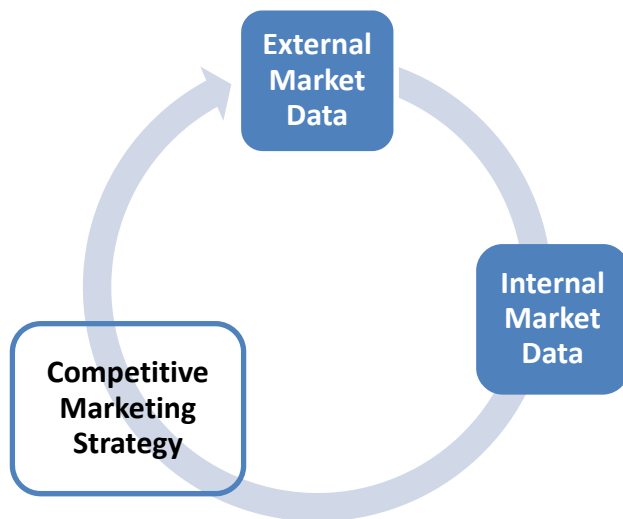 External
Market
Data
Internal
Market
Data
Competitive
Marketing
Strategy